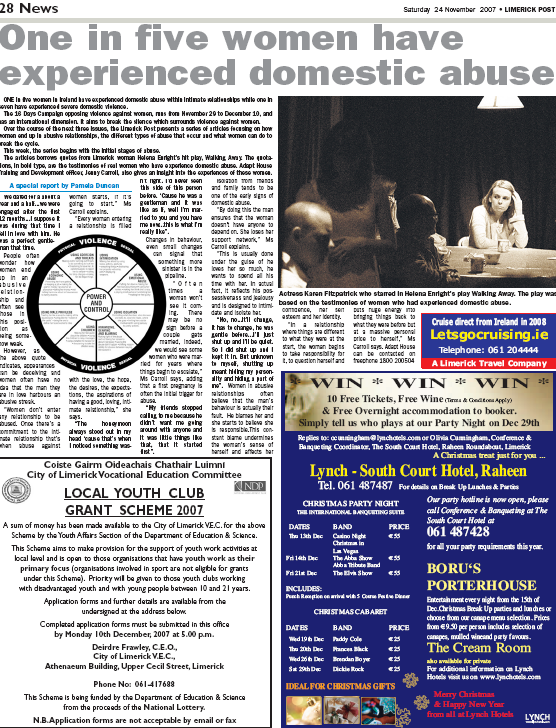 28 News
Saturday 24 November 2007 • LIMERICK POST
One in five women have
experienced domestic abuse
ONE in five women in Ireland have experienced domestic abuse within intimate relationships while one in
seven have experienced severe domestic violence.
The 16 Days Campaign opposing violence against women, runs from November 25 to December 10, and
has an international dimension. It aims to break the silence which surrounds violence against women.
Over the course of the next three issues, the Limerick Post presents a series of articles focusing on how
women end up in abusive relationships, the different types of abuse that occur and what women can do to
break the cycle.
This week, the series begins with the initial stages of abuse.
The articles borrows quotes from Limerick woman Helena Enright's hit play, Walking Away. The quota-
tions, in bold type, are the testimonies of real women who have experience domestic abuse. Adapt House
Training and Development officer, Jenny Carroll, also gives an insight into the experiences of these women.
A special report by Pamela Duncan
We dated for a about a
year and a half...we were
engaged after the first
12 months...I suppose it
was during that time I
fell in love with him. He
was a perfect gentle-
man that time.
People often
wonder how
women end
up in an
abusive
relation-
ship and
often see
those in
this posi-
tion as
being some
how weak.
However, as
the above quote
indicates, appearances
can be deceiving and
women often have no
idea that the man they
are in love harbours an
abusive streak.
"Women don't enter
any relationship to be
abused. Once there's a
commitment to the inti-
mate relationship that's
when abuse against
women starts, if it's
going to start," Ms
Carroll explains.
"Every woman entering
a relationship is filled
VIOLENCE
POWER
AND
CONTROL
VIOLENCE
with the love, the hope,
the desires, the expecta-
tions, the aspirations of
having a good, loving, inti-
mate relationship," she
says.
"The honeymoon
always stood out in my
head 'cause that's when
I noticed something was-
n't right. I'd never seen
this side of this person
before. 'Cause he was a
gentleman and it was
like as if, well I'm mar-
ried to you and you have
me now...this is what I'm
really like".
Changes in behaviour,
even small changes
can signal that
something more
sinister is in the
pipeline.
"Often
times a
woman won't
see it com-
ing. There
may be no
sign before a
couple gets
married, indeed,
we would see some
women who were mar-
ried for years where
things begin to escalate,"
Ms Carroll says, adding
that a first pregnancy is
often the initial trigger for
abuse.
"My friends stopped
calling to me because he
didn't want me going
around with anyone and
it was little things like
that, that it started
first".
Isolation from friends
and family tends to be
one of the early signs of
domestic abuse.
"By doing this the man
ensures that the woman
doesn't have anyone to
depend on. She loses her
support network," Ms
Carroll explains.
"This is usually done
under the guise of he
loves her so much, he
wants to spend all his
time with her. In actual
fact, it reflects his pos-
sessiveness and jealousy
and is designed to intimi-
date and isolate her.
"No, no...it'll change,
it has to change, he was
gentle before...it'll just
shut up and I'll be quiet.
So I did shut up and I
kept it in. But unknown
to myself, shutting up
meant hiding my person-
ality and hiding a part of
me". Women in abusive
relationships often
believe that the man's
behaviour is actually their
fault. He blames her and
she starts to believe she
is responsible. This con-
stant blame undermines
the woman's sense of
herself and affects her
Actress Karen Fitzpatrick who starred in Helena Enright's play Walking Away. The play was
based on the testimonies of women who had experienced domestic abuse.
confidence, her self
esteem and her identity.
"In a relationship
where things are different
to what they were at the
start, the woman begins
to take responsibility for
it, to question herself and
puts huge energy into
bringing things back to
what they were before but
at a massive personal
price to herself," Ms
Carroll says. Adapt House
can be contacted on
freephone 1800 200504
Cruise direct from Ireland in 2008
Letsgocruising.ie
Telephone: 061 204444
A Limerick Travel Company
WIN * WIN * WIN * WIN
10 Free Tickets, Free Wine (Terms & Conditions Apply)
& Free Overnight accommodation to booker.
Simply tell us who plays at our Party Night on Dec 29th
Replies to: ocunningham@lynchotels.com or Olivia Cunningham, Conference &
Banqueting Coordinator, The South Court Hotel, Raheen Roundabout, Limerick
A Christmas treat just for you ...
Lynch - South Court Hotel, Raheen
Tel. 061 487487 For details on Break Up Lunches & Parties
CHRISTMAS PARTY NIGHT
THE INTERNATIONAL BANQUETING SUITE
DATES BAND PRICE
Thu 13th Dec Casino Night €55
Christmas in
Las Vegas
Fri 14th Dec The Abba Show €55
Abba Tribute Band
Fri 21st Dec The Elvis Show €55
INCLUDES:
Punch Reception on arrival with 5 Course Festive Dinner
CHRISTMAS CABARET
DATES BAND PRICE
Wed 19th Dec Paddy Cole €25
Thu 20th Dec Frances Black €25
Wed 26th Dec Brendan Boyer €25
Sat 29th Dec Dickie Rock €25
IDEAL FOR CHRISTMAS GIFTS
Our party hotline is now open, please
call Conference & Banqueting at The
South Court Hotel at
061 487428
for all your party requirements this year.
BORU'S
PORTERHOUSE
Entertainment every night from the 15th of
Dec. Christmas Break Up parties and lunches or
choose from our canape menu selection. Prices
from €9.50 per person includes selection of
canapes, mulled wine and party favours.
The Cream Room
also available for private
For additional information on Lynch
Hotels visit us on www.lynchotels.com
Merry Christmas
& Happy New Year
from all at Lynch Hotels
LYNCH
Coiste Gairm Oideachais Chathair Luimní
City of Limerick Vocational Education Committee
NDP
LOCAL YOUTH CLUB
GRANT SCHEME 2007
A sum of money has been made available to the City of Limerick V.E.C. for the above
Scheme by the Youth Affairs Section of the Department of Education & Science.
This Scheme aims to make provision for the support of youth work activities at
local level and is open to those organisations that have youth work as their
primary focus (organisations involved in sport are not eligible for grants
under this Scheme). Priority will be given to those youth clubs working
with disadvantaged youth and with young people between 10 and 21 years.
Application forms and further details are available from the
undersigned at the address below.
Completed application forms must be submitted in this office
by Monday 10th December, 2007 at 5.00 p.m.
Deirdre Frawley, C.E.O.,
City of Limerick V.E.C.,
Athenaeum Building, Upper Cecil Street, Limerick
Phone No: 061-417688
This Scheme is being funded by the Department of Education & Science
from the proceeds of the National Lottery.
N.B. Application forms are not acceptable by email or fax